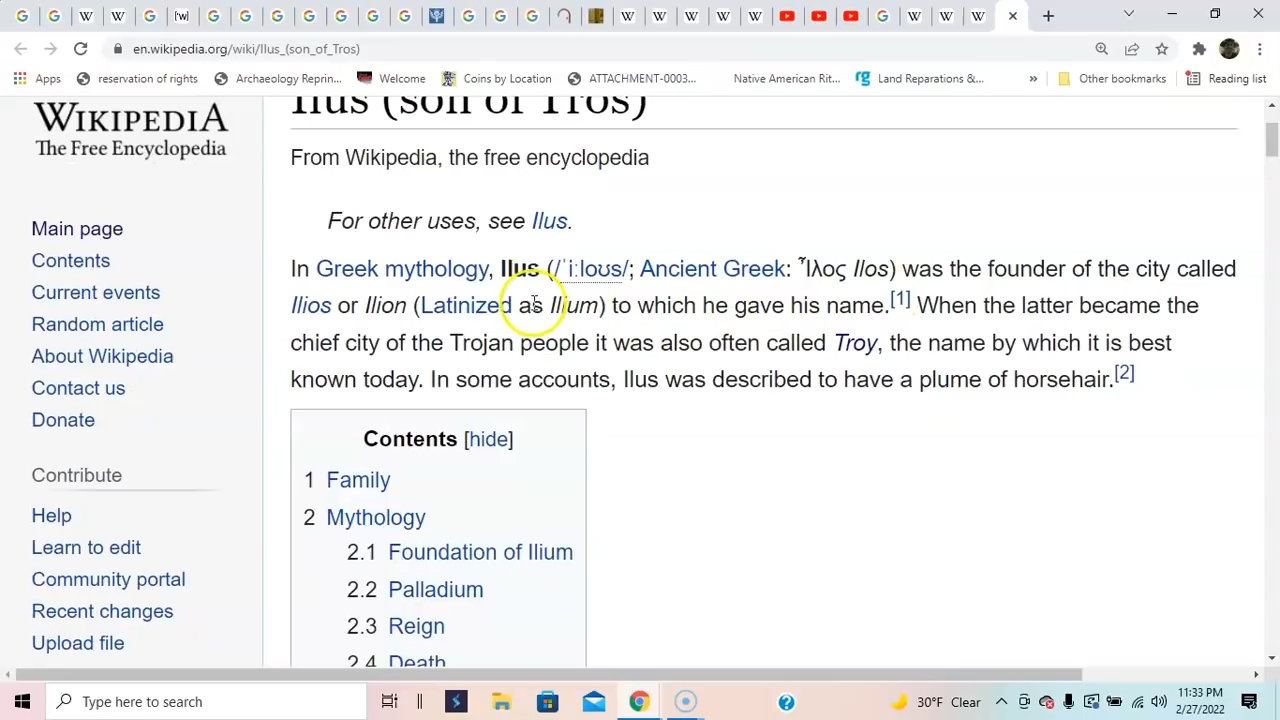 en.wikipedia.org/wiki/Ilus_(son_of_Tros)
Apps reservation of rights Archaeology Reprin... Welcome Coins by Location ATTACHMENT-0003... Native American Rit... Land Reparations &... » Other bookmarks Reading list
Ilus (son of Tros)
WIKIPEDIA
The Free Encyclopedia
From Wikipedia, the free encyclopedia
For other uses, see Ilus.
Main page
Contents
Current events
Random article
About Wikipedia
Contact us
Donate
Contribute
Help
Learn to edit
Community portal
Recent changes
Upload file
In Greek mythology, Ilus (/ˈiːloʊs/; Ancient Greek: Ἶλος Ilos) was the founder of the city called
Ilios or Ilion (Latinized as Ilium) to which he gave his name.[1] When the latter became the
chief city of the Trojan people it was also often called Troy, the name by which it is best
known today. In some accounts, Ilus was described to have a plume of horsehair.[2]
Contents [hide]
1 Family
2 Mythology
2.1 Foundation of Ilium
2.2 Palladium
2.3 Reign
2.4 Death
Type here to search
30°F Clear
11:33 PM
2/27/2022